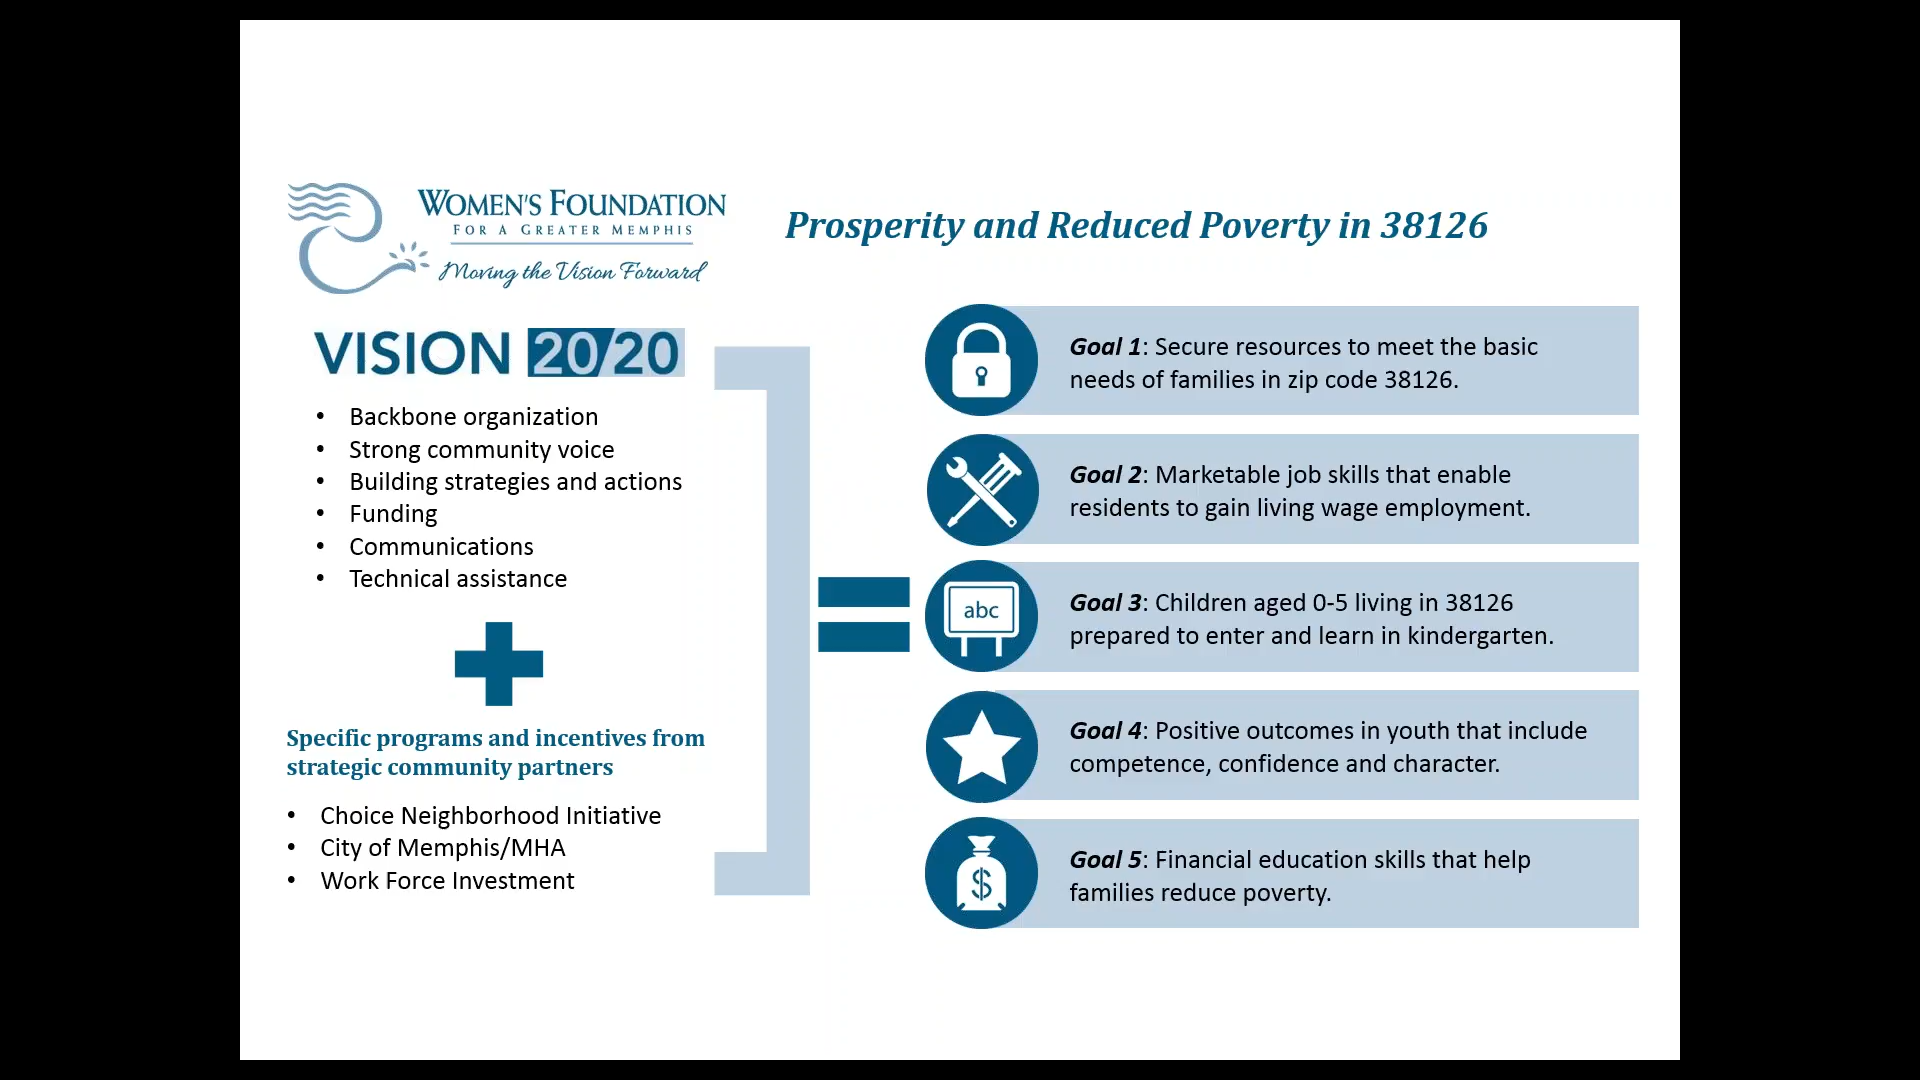 WOMEN'S FOUNDATION
FOR A GREATER MEMPHIS
Moving the Vision Forward
Prosperity and Reduced Poverty in 38126
VISION 20/20
• Backbone organization
• Strong community voice
• Building strategies and actions
• Funding
• Communications
• Technical assistance
Specific programs and incentives from
strategic community partners
• Choice Neighborhood Initiative
• City of Memphis/MHA
• Work Force Investment
Goal 1: Secure resources to meet the basic
needs of families in zip code 38126.
Goal 2: Marketable job skills that enable
residents to gain living wage employment.
abc
Goal 3: Children aged 0-5 living in 38126
prepared to enter and learn in kindergarten.
Goal 4: Positive outcomes in youth that include
competence, confidence and character.
$
Goal 5: Financial education skills that help
families reduce poverty.